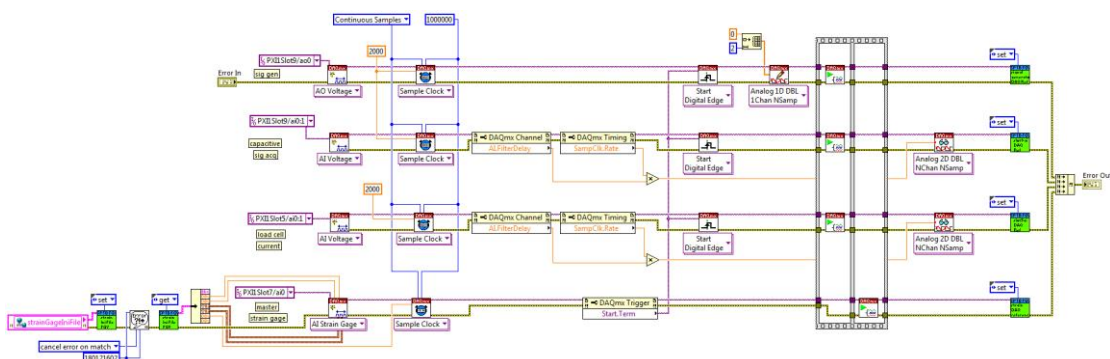 Continuous Samples
1000000
0
2
2000
PXI1Slot9/ao0
Error In
sig gen
AO Voltage
Sample Clock
Start
Digital Edge
Analog 1D DBL
1Chan NSamp
set
PXI1Slot9/ai0:1
capacitive
sig acq
AI Voltage
Sample Clock
DAQmx Channel
AI.FilterDelay
DAQmx Timing
SampClk.Rate
Start
Digital Edge
Analog 2D DBL
NChan NSamp
set
Error Ou
2000
PXI1Slot5/ai0:1
load cell
current
AI Voltage
Sample Clock
DAQmx Channel
AI.FilterDelay
DAQmx Timing
SampClk.Rate
Start
Digital Edge
Analog 2D DBL
NChan NSamp
set
set
get
PXI1Slot7/ai0
master
strain gage
strainGageIniFile
AI Strain Gage
Sample Clock
DAQmx Trigger
Start.Term
set
cancel error on match